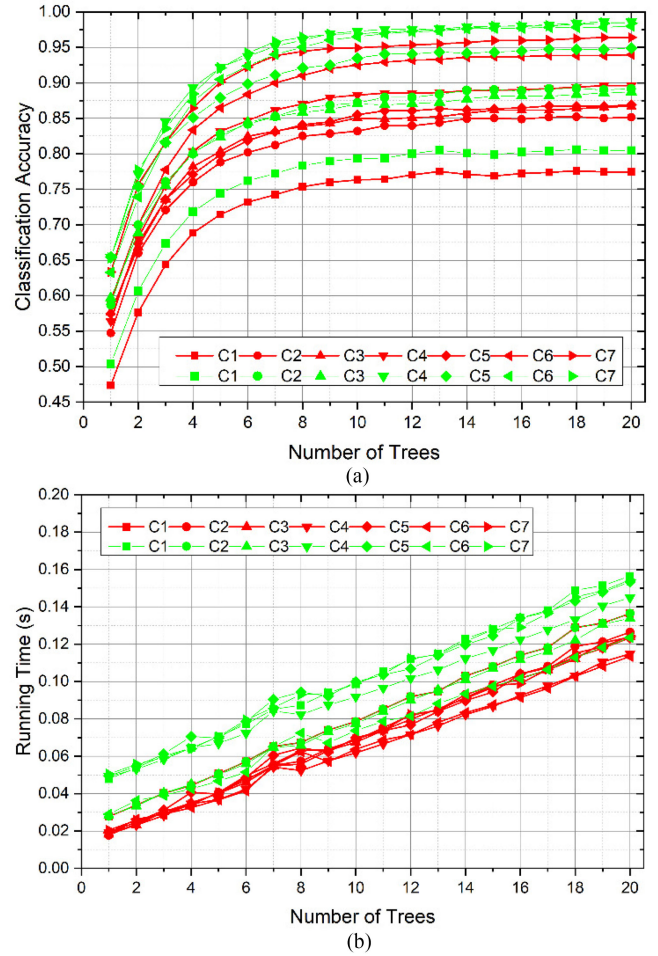 1.00
0.95
0.90
0.85
0.80
0.75
0.70
0.65
0.60
0.55
0.50
0.45
Classification Accuracy
C1 C2 C3 C4 C5 C6 C7
C1 C2 C3 C4 C5 C6 C7
0 2 4 6 8 10 12 14 16 18 20
Number of Trees
(a)
0.20
0.18
0.16
0.14
0.12
0.10
0.08
0.06
0.04
0.02
0.00
Running Time (s)
C1 C2 C3 C4 C5 C6 C7
C1 C2 C3 C4 C5 C6 C7
0 2 4 6 8 10 12 14 16 18 20
Number of Trees
(b)